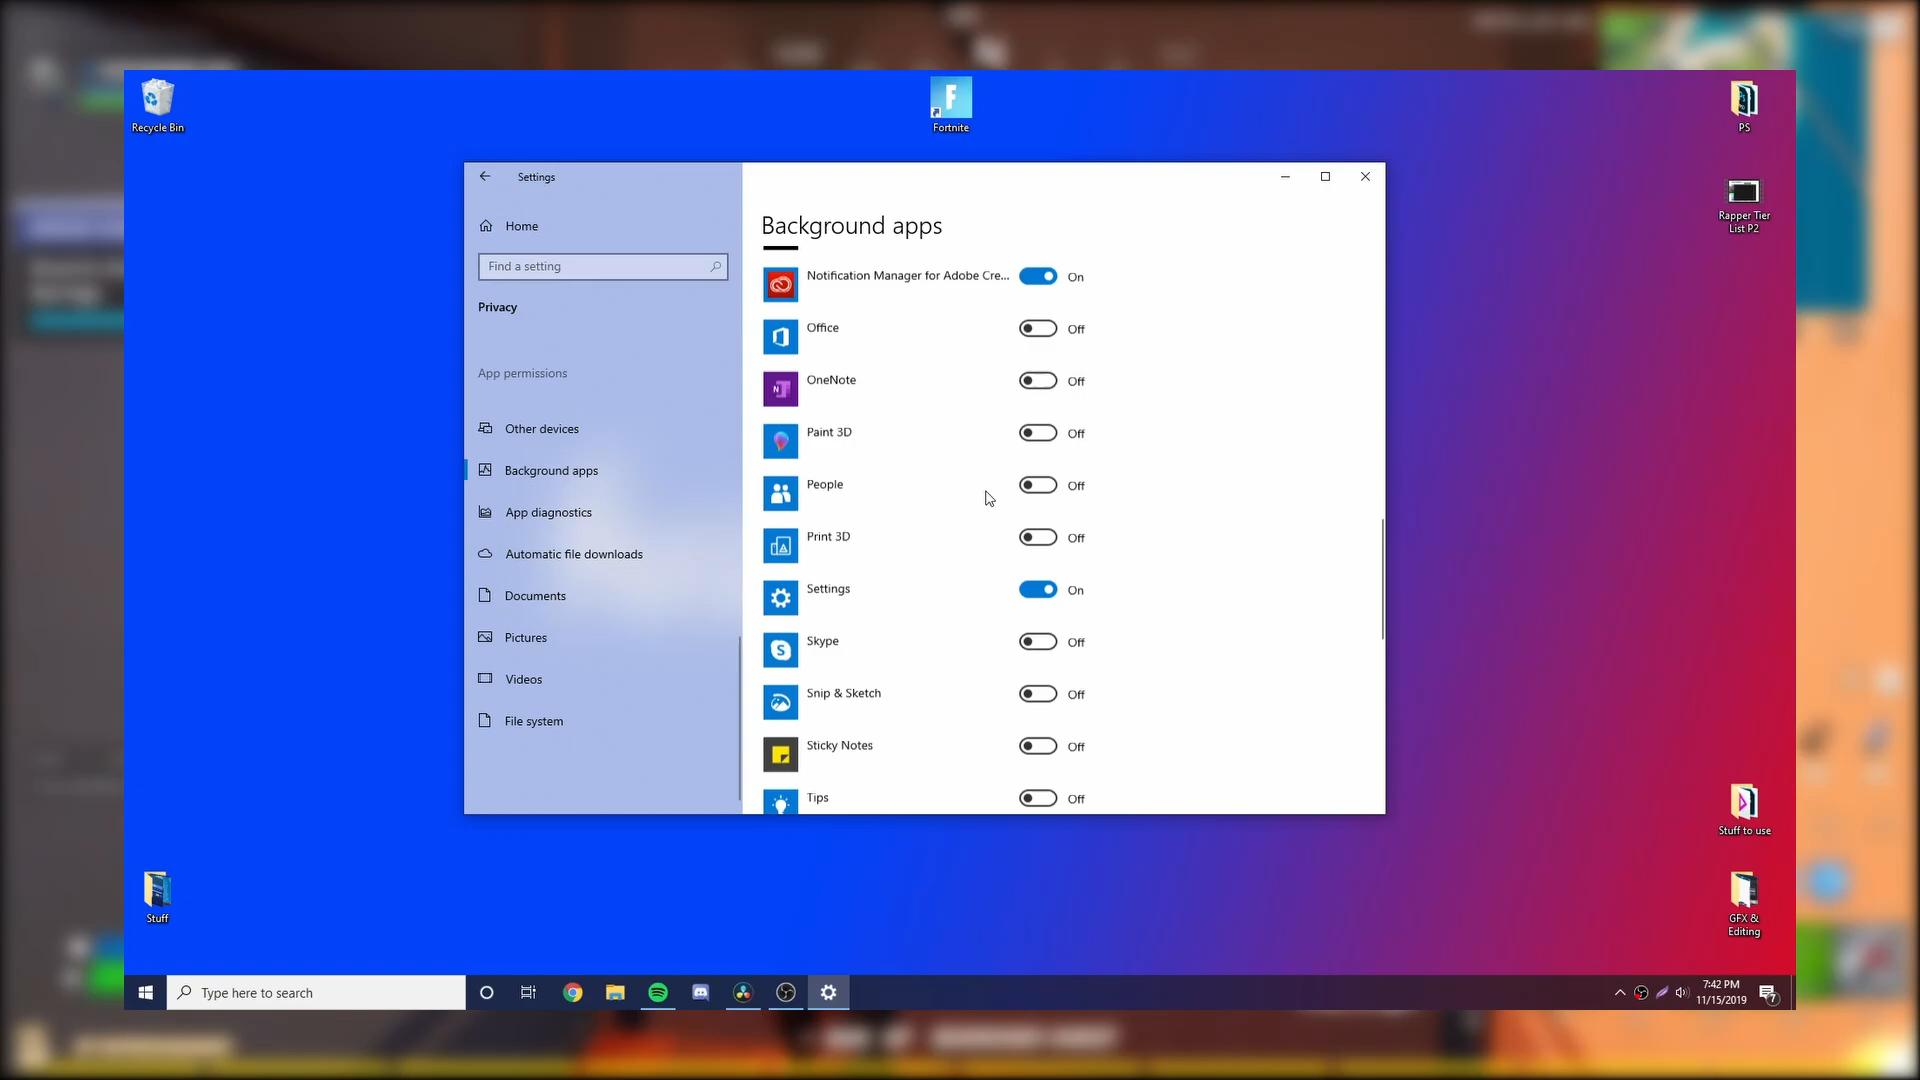 Recycle Bin
Fortnite
PS
Rapper Tier
List P2
Settings
Home
Find a setting
Privacy
App permissions
Other devices
Background apps
App diagnostics
Automatic file downloads
Documents
Pictures
Videos
File system
Background apps
Notification Manager for Adobe Cre... On
Office Off
OneNote Off
Paint 3D Off
People Off
Print 3D Off
Settings On
Skype Off
Snip & Sketch Off
Sticky Notes Off
Tips Off
Stuff to use
Stuff
GFX &
Editing
Type here to search
7:42 PM
11/15/2019
7